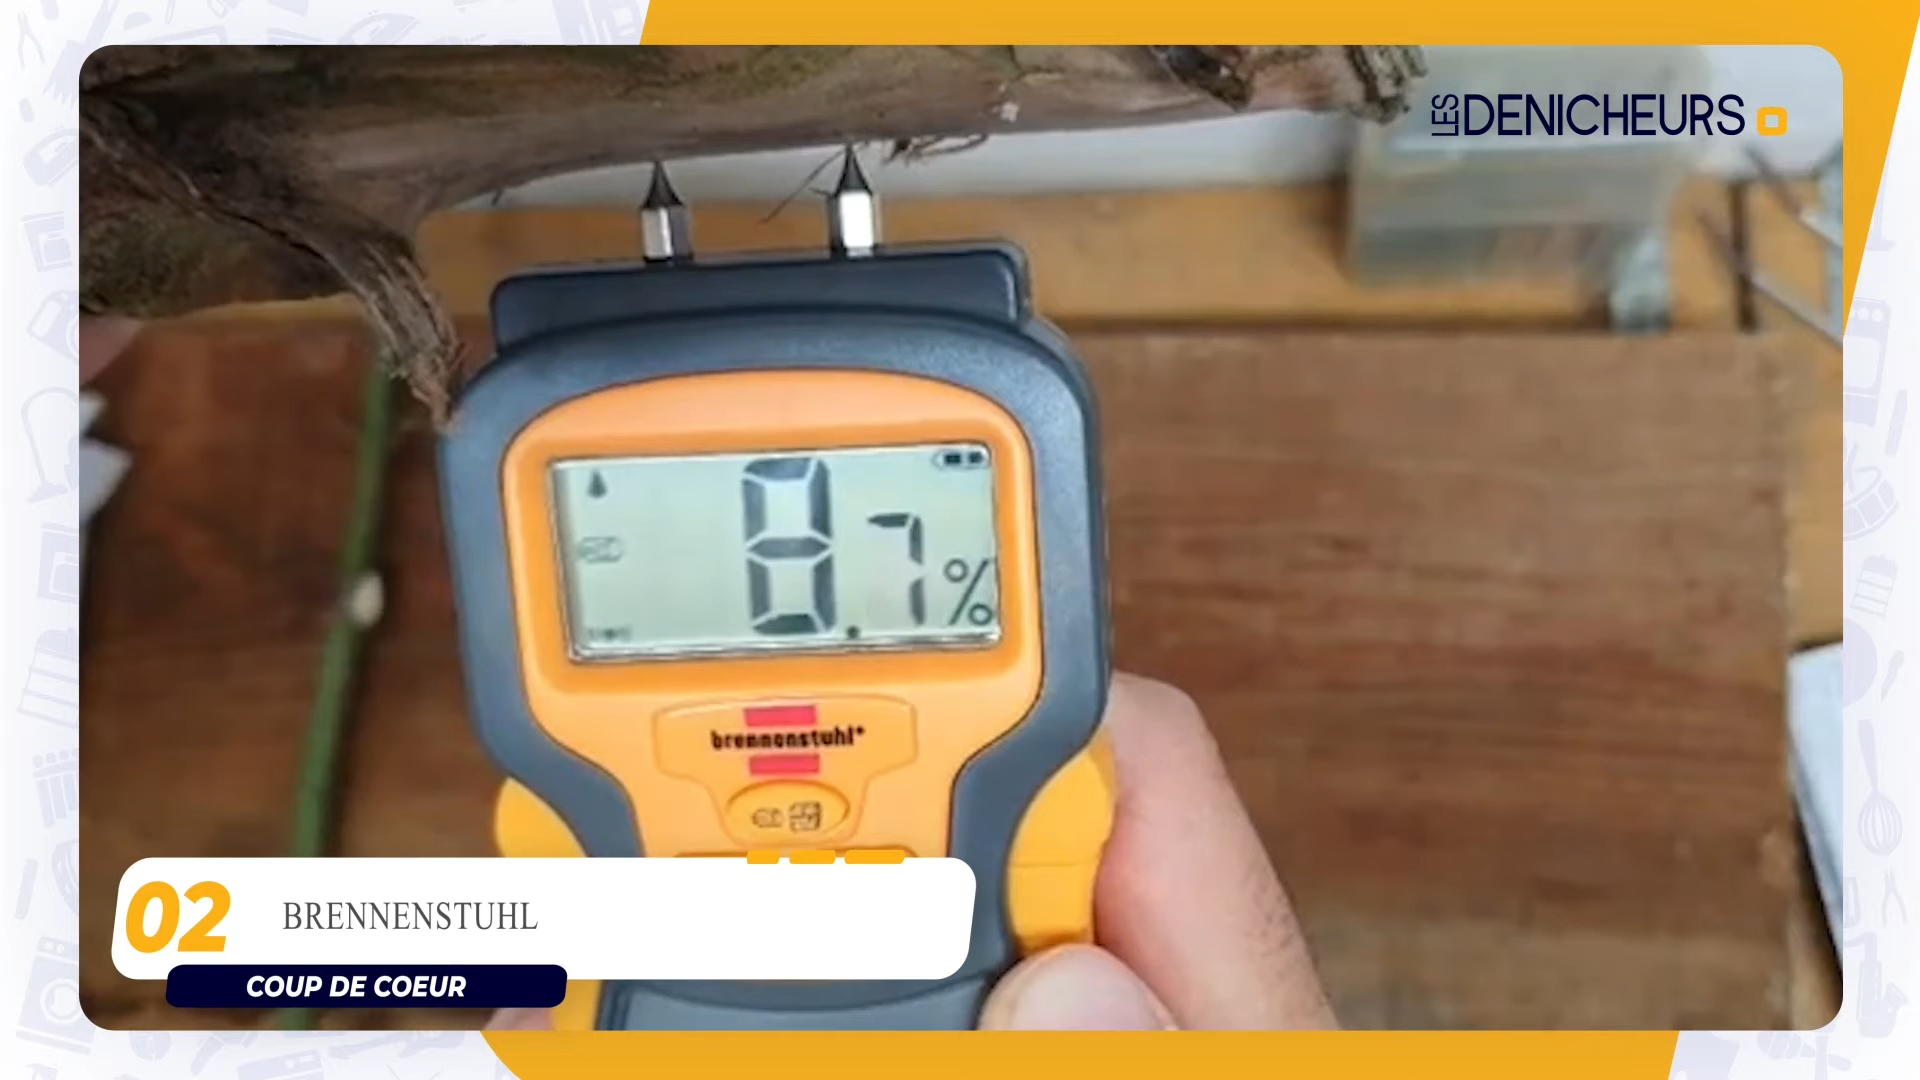 LES DENICHEURS
8.7 %
brennenstuhl®
02 BRENNENSTUHL
COUP DE COEUR